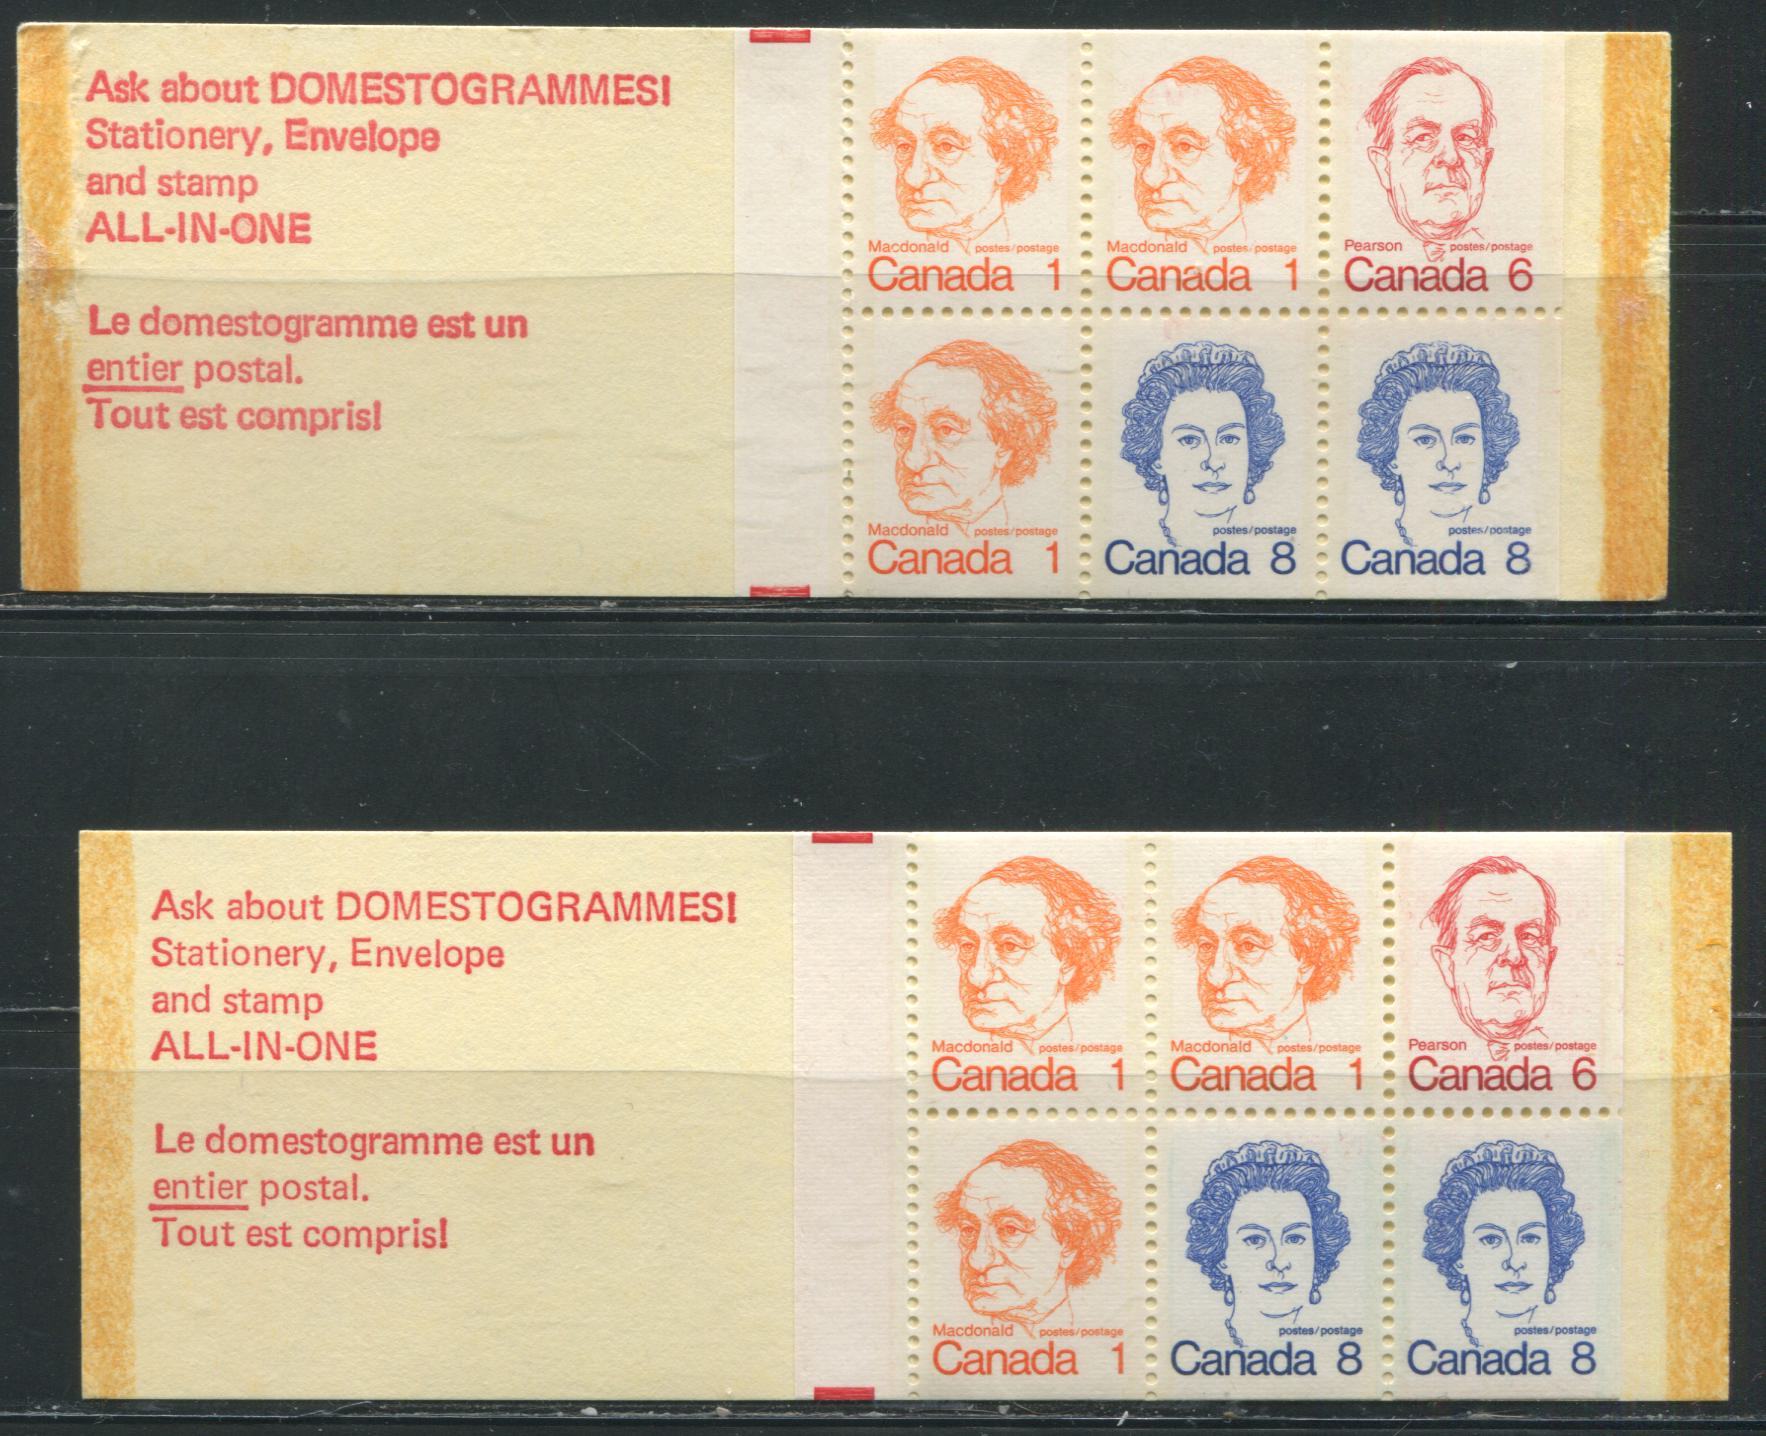 Ask about DOMESTOGRAMMES!
Stationery, Envelope
and stamp
ALL-IN-ONE
Le domestogramme est un
entier postal.
Tout est compris!
Macdonald postes/postage
Canada 1
Macdonald postes/postage
Canada 1
Pearson postes/postage
Canada 6
Macdonald postes/postage
Canada 1
postes/postage
Canada 8
postes/postage
Canada 8
Ask about DOMESTOGRAMMES!
Stationery, Envelope
and stamp
ALL-IN-ONE
Le domestogramme est un
entier postal.
Tout est compris!
Macdonald postes/postage
Canada 1
Macdonald postes/postage
Canada 1
Pearson postes/postage
Canada 6
Macdonald postes/postage
Canada 1
postes/postage
Canada 8
postes/postage
Canada 8